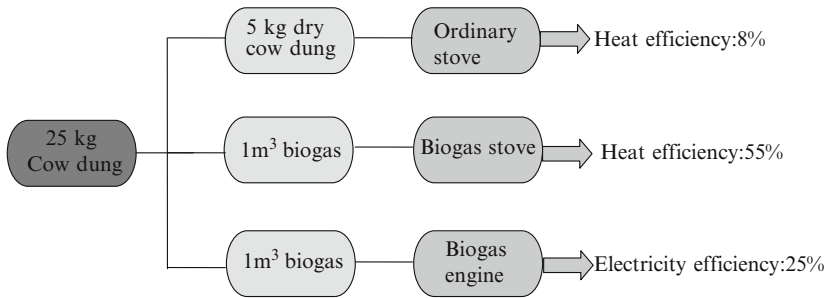 25 kg
Cow dung
5 kg dry
cow dung
Ordinary
stove
Heat efficiency:8%
1m³ biogas
Biogas stove
Heat efficiency:55%
1m³ biogas
Biogas
engine
Electricity efficiency:25%